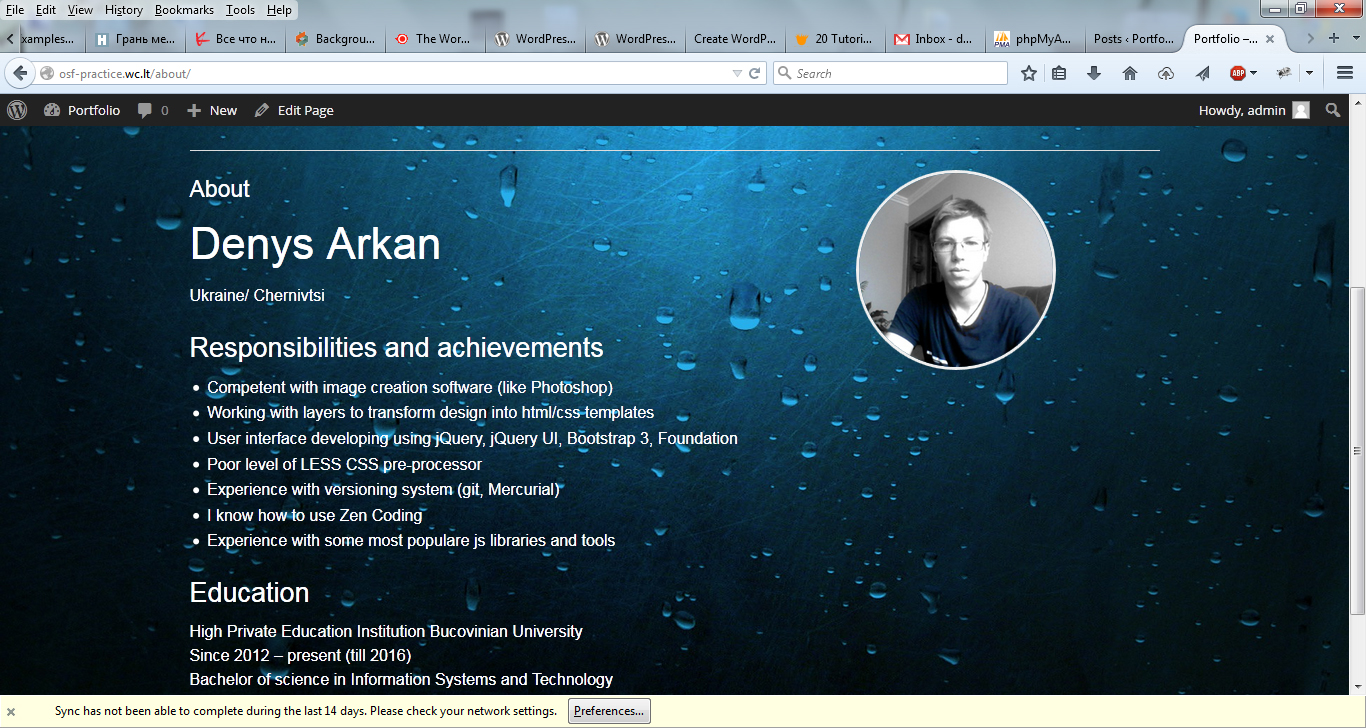 File Edit View History Bookmarks Tools Help
xamples... Грань ме... Все что н... Backgrou... The Wor... WordPres... WordPres... Create WordP... 20 Tutori... Inbox - d... phpMyA... Posts ‹ Portfo... Portfolio –...
osf-practice.wc.lt/about/ Search ABP
Portfolio 0 New Edit Page Howdy, admin
About
Denys Arkan
Ukraine/ Chernivtsi
Responsibilities and achievements
Competent with image creation software (like Photoshop)
Working with layers to transform design into html/css templates
User interface developing using jQuery, jQuery UI, Bootstrap 3, Foundation
Poor level of LESS CSS pre-processor
Experience with versioning system (git, Mercurial)
I know how to use Zen Coding
Experience with some most populare js libraries and tools
Education
High Private Education Institution Bucovinian University
Since 2012 – present (till 2016)
Bachelor of science in Information Systems and Technology
Sync has not been able to complete during the last 14 days. Please check your network settings. Preferences...